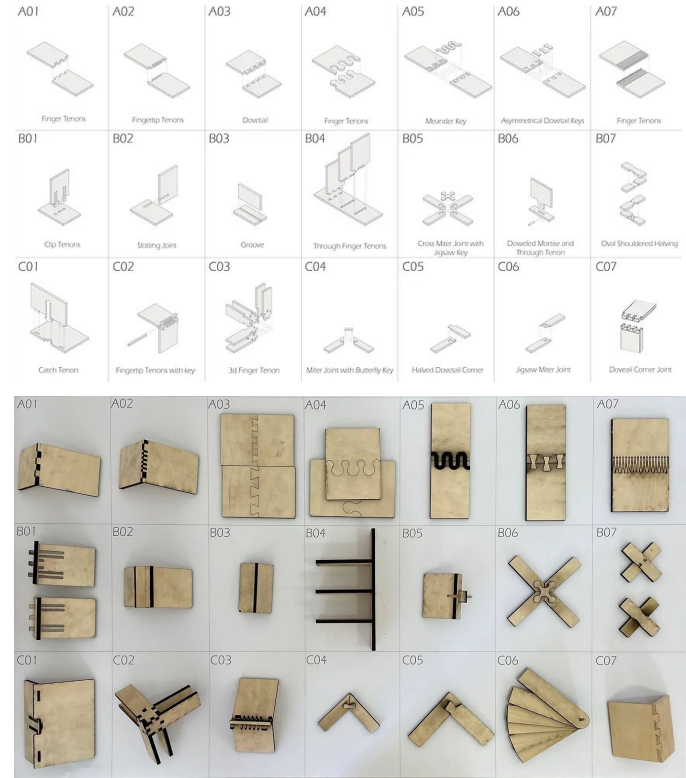 A01 A02 A03 A04 A05 A06 A07
Finger Tenons Fingertip Tenons Dovetail Finger Tenons Meander Key Asymmetrical Dovetail Keys Finger Tenons
B01 B02 B03 B04 B05 B06 B07
Clip Tenons Slotting Joint Groove Through Finger Tenons Cross Miter Joint with Jigsaw Key Doweled Mortise and Through Tenon Oval Shouldered Halving
C01 C02 C03 C04 C05 C06 C07
Catch Tenon Fingertip Tenons with key 3d Finger Tenon Miter Joint with Butterfly Key Halved Dovetail Corner Jigsaw Miter Joint Doveail Corner Joint
A01 A02 A03 A04 A05 A06 A07
B01 B02 B03 B04 B05 B06 B07
C01 C02 C03 C04 C05 C06 C07